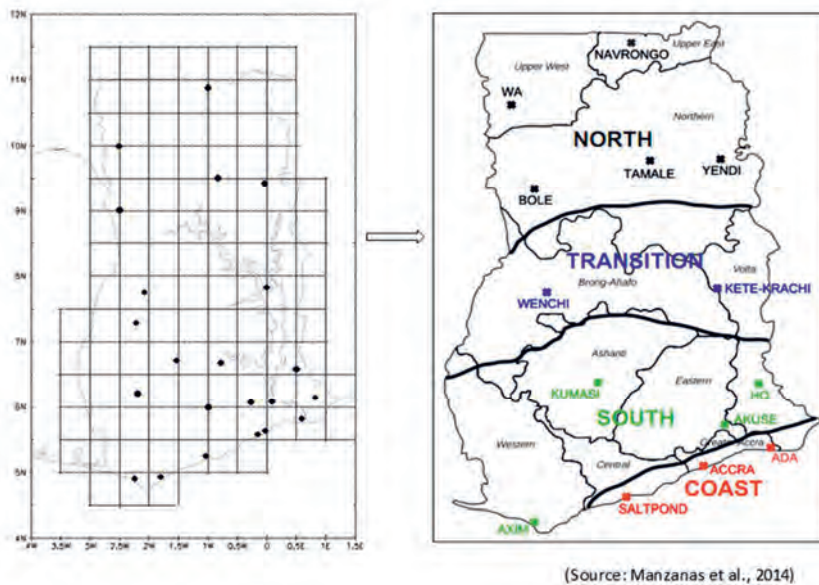 12N
11N
10N
9N
8N
7N
6N
5N
4N
3.5W
3W
2.5W
2W
1.5W
1W
0.5W
0
0.5E
1E
1.5E
NAVRONGO
Upper East
Upper West
WA
Northern
NORTH
TAMALE
YENDI
BOLE
TRANSITION
Volta
Brong-Ahafo
WENCHI
KETE-KRACHI
Ashanti
KUMASI
Eastern
HO
SOUTH
AKUSE
Western
Greater Accra
Central
ADA
ACCRA
COAST
SALTPOND
AXIM
(Source: Manzanas et al., 2014)